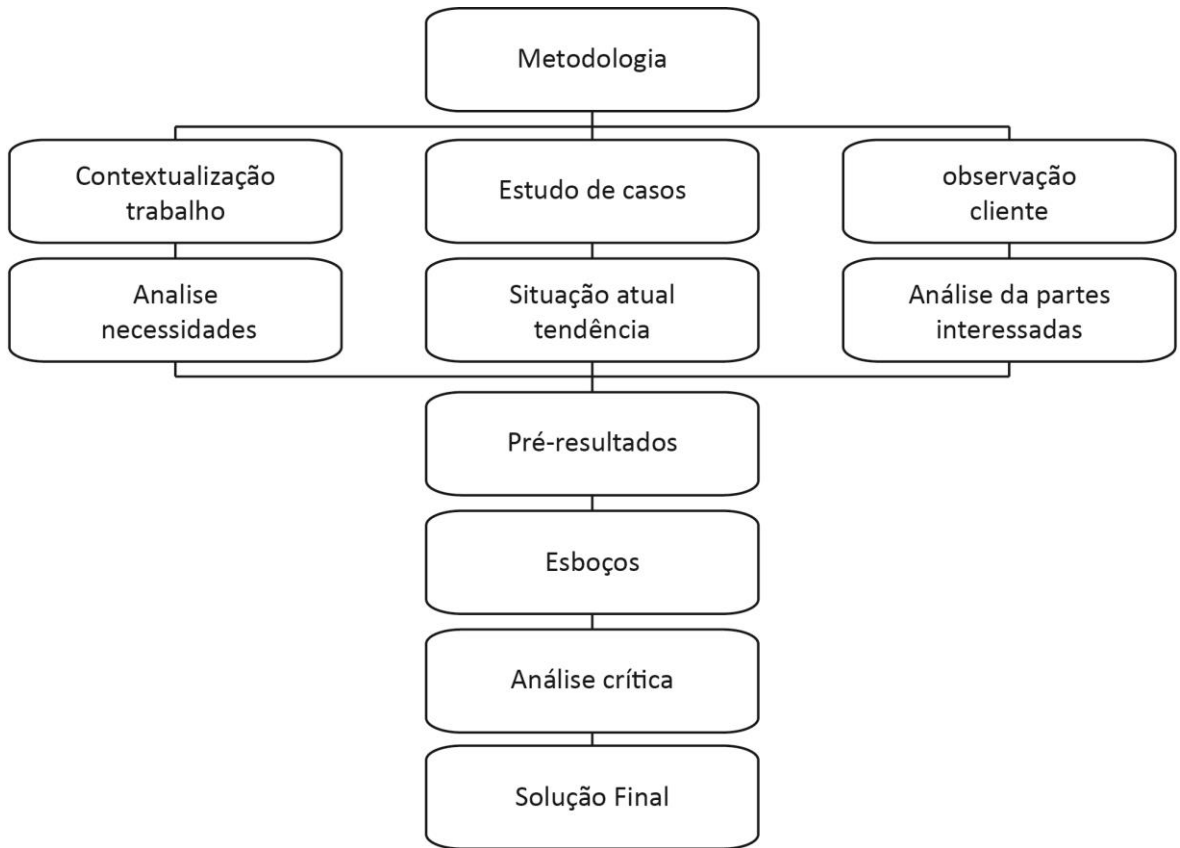 Metodologia
Contextualização
trabalho
Estudo de casos
observação
cliente
Analise
necessidades
Situação atual
tendência
Análise da partes
interessadas
Pré-resultados
Esboços
Análise crítica
Solução Final